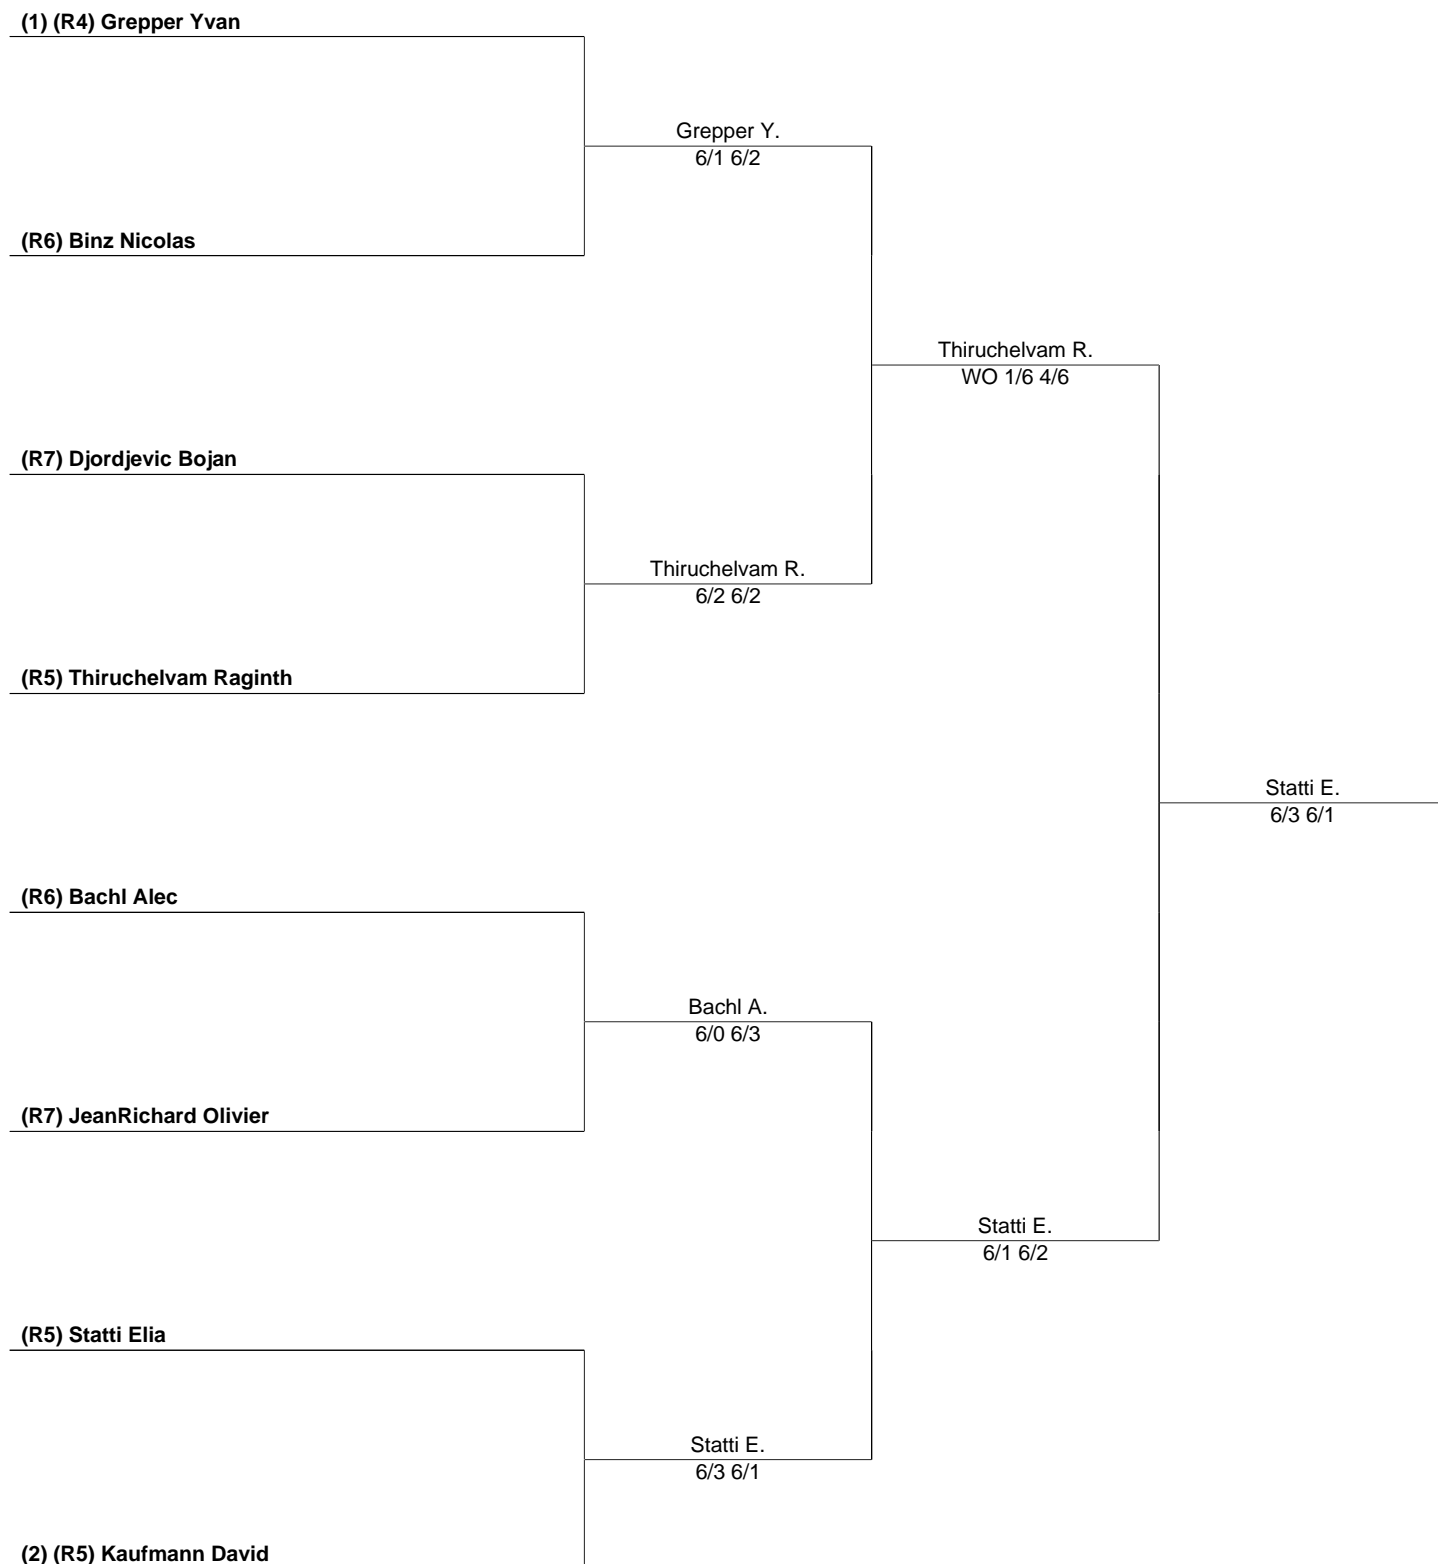 (1) (R4) Grepper Yvan
Grepper Y.
6/1 6/2
(R6) Binz Nicolas
Thiruchelvam R.
WO 1/6 4/6
(R7) Djordjevic Bojan
Thiruchelvam R.
6/2 6/2
(R5) Thiruchelvam Raginth
Statti E.
6/3 6/1
(R6) Bachl Alec
Bachl A.
6/0 6/3
(R7) JeanRichard Olivier
Statti E.
6/1 6/2
(R5) Statti Elia
Statti E.
6/3 6/1
(2) (R5) Kaufmann David